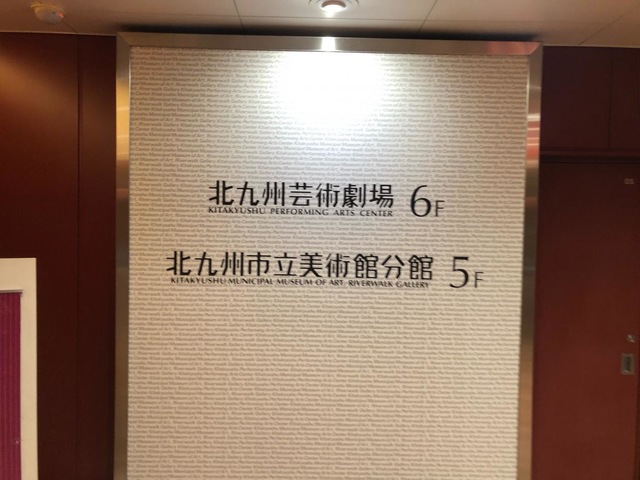 北九州芸術劇場 6F
KITAKYUSHU PERFORMING ARTS CENTER
北九州市立美術館分館 5F
KITAKYUSHU MUNICIPAL MUSEUM OF ART, RIVERWALK GALLERY